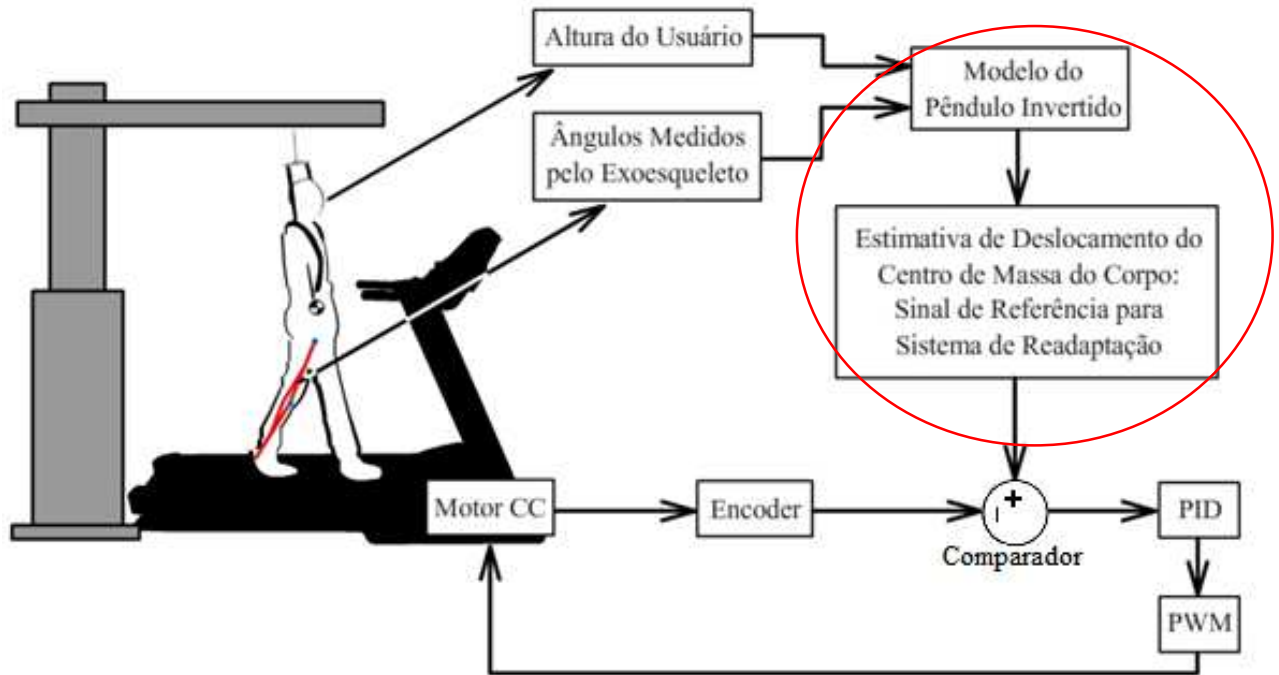 Altura do Usuário
Modelo do
Pêndulo Invertido
Ângulos Medidos
pelo Exoesqueleto
Estimativa de Deslocamento do
Centro de Massa do Corpo:
Sinal de Referência para
Sistema de Readaptação
Motor CC
Encoder
+
I
Comparador
PID
PWM